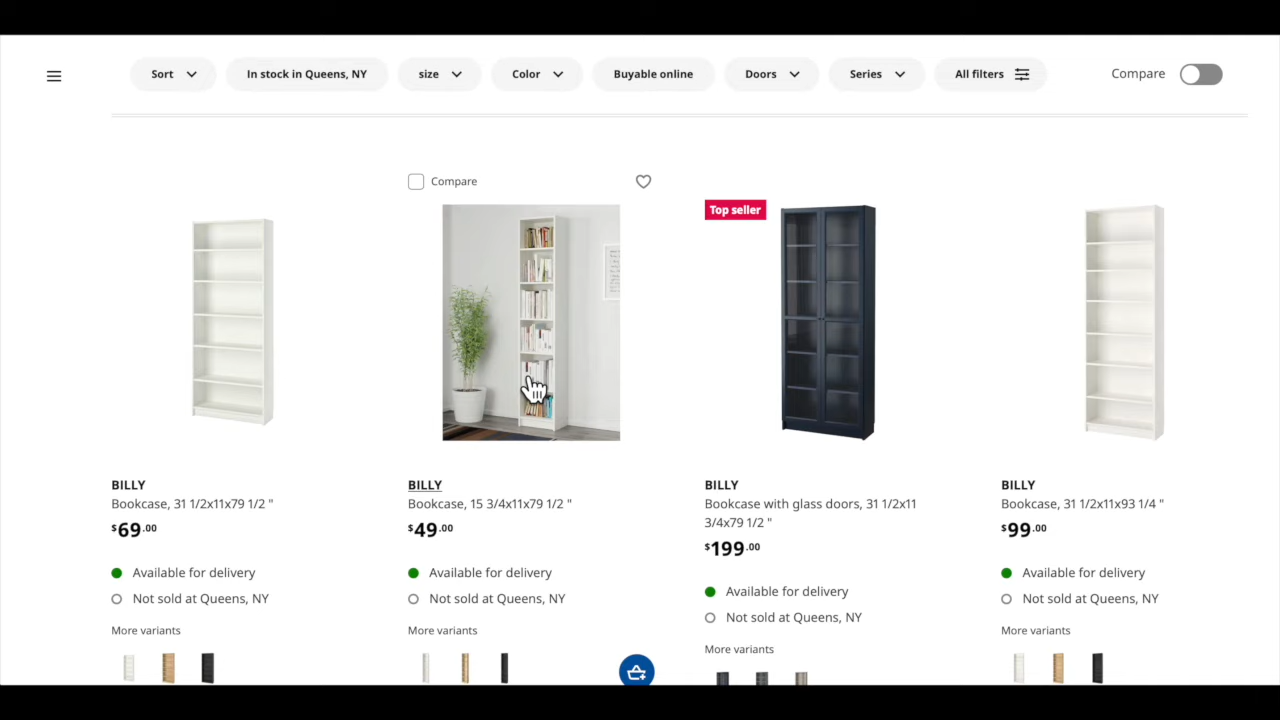 Sort
In stock in Queens, NY
size
Color
Buyable online
Doors
Series
All filters
Compare
Compare
Top seller
BILLY
Bookcase, 31 1/2x11x79 1/2 "
$69.00
Available for delivery
Not sold at Queens, NY
More variants
BILLY
Bookcase, 15 3/4x11x79 1/2 "
$49.00
Available for delivery
Not sold at Queens, NY
More variants
BILLY
Bookcase with glass doors, 31 1/2x11
3/4x79 1/2 "
$199.00
Available for delivery
Not sold at Queens, NY
More variants
BILLY
Bookcase, 31 1/2x11x93 1/4 "
$99.00
Available for delivery
Not sold at Queens, NY
More variants